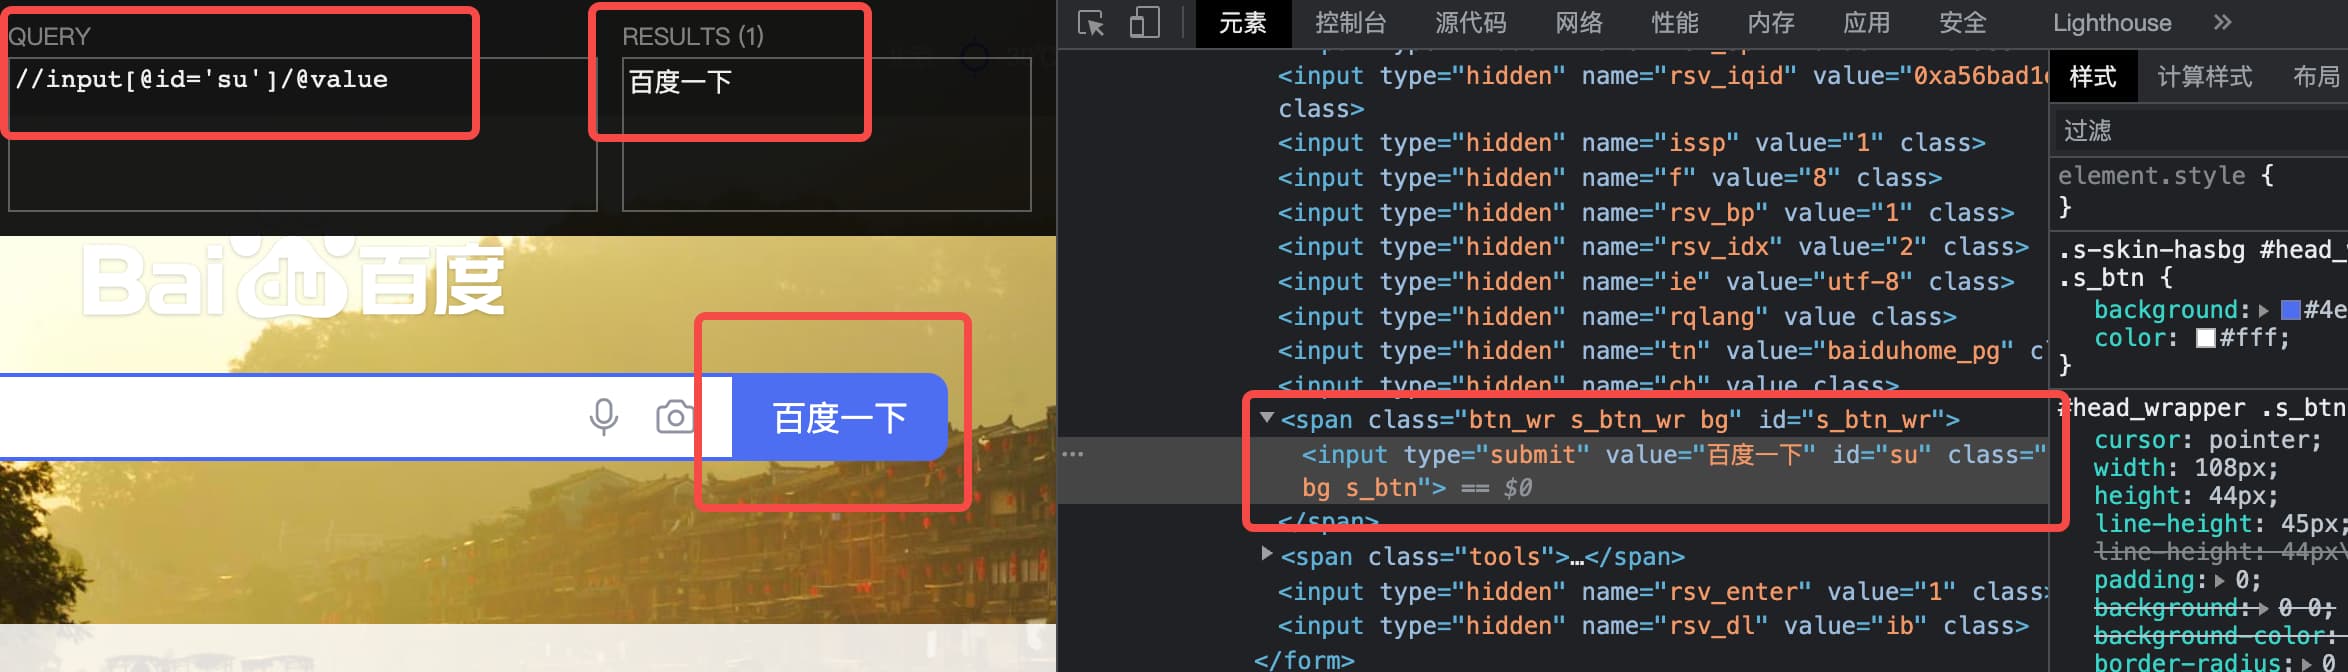 QUERY
//input[@id='su']/@value
RESULTS (1)
百度一下
Bai du 百度
百度一下
元素 控制台 源代码 网络 性能 内存 应用 安全 Lighthouse »
<input type="hidden" name="rsv_iqid" value="0xa56bad1
class>
<input type="hidden" name="issp" value="1" class>
<input type="hidden" name="f" value="8" class>
<input type="hidden" name="rsv_bp" value="1" class>
<input type="hidden" name="rsv_idx" value="2" class>
<input type="hidden" name="ie" value="utf-8" class>
<input type="hidden" name="rqlang" value class>
<input type="hidden" name="tn" value="baiduhome_pg" cl
<input type="hidden" name="ch" value class>
▼<span class="btn_wr s_btn_wr bg" id="s_btn_wr">
<input type="submit" value="百度一下" id="su" class="
bg s_btn"> == $0
</span>
▶<span class="tools">…</span>
<input type="hidden" name="rsv_enter" value="1" class>
<input type="hidden" name="rsv_dl" value="ib" class>
</form>
样式 计算样式 布局
过滤
element.style {
}
.s-skin-hasbg #head_
.s_btn {
background:▶ #4e
color: #fff;
}
#head_wrapper .s_btn
cursor: pointer;
width: 108px;
height: 44px;
line-height: 45px;
line-height: 44px\
padding:▶ 0;
background:▶ 0 0;
background-color:
border-radius:▶ 0